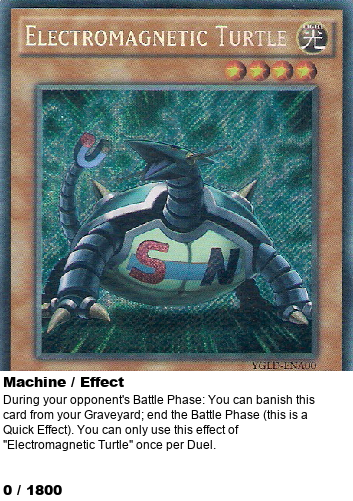 ELECTROMAGNETIC TURTLE 光
S N
YGLD-ENA00
Machine / Effect
During your opponent's Battle Phase: You can banish this
card from your Graveyard; end the Battle Phase (this is a
Quick Effect). You can only use this effect of
"Electromagnetic Turtle" once per Duel.
0 / 1800